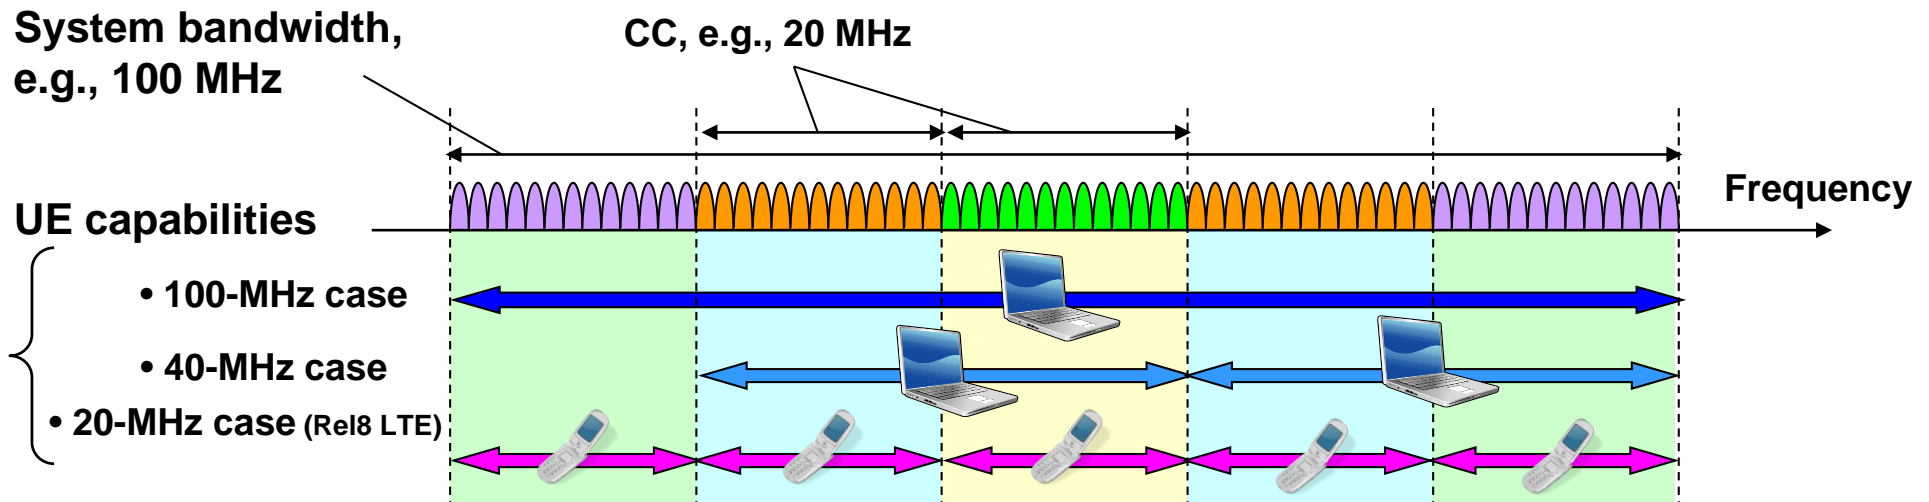 System bandwidth,
e.g., 100 MHz
CC, e.g., 20 MHz
Frequency
UE capabilities
• 100-MHz case
• 40-MHz case
• 20-MHz case (Rel8 LTE)